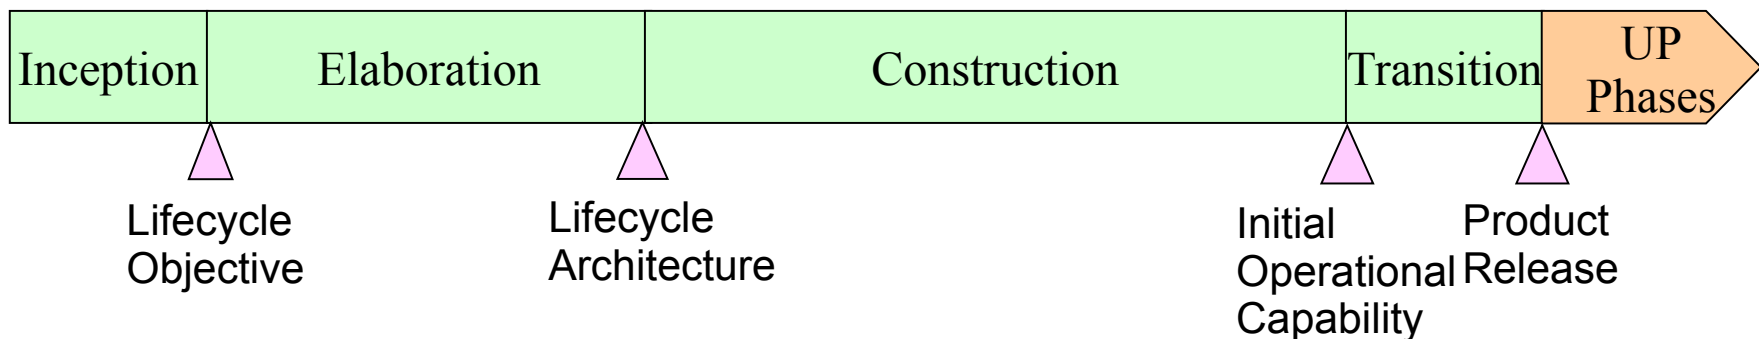 Inception
Elaboration
Construction
Transition
UP
Phases
Lifecycle
Objective
Lifecycle
Architecture
Initial
Operational
Capability
Product
Release